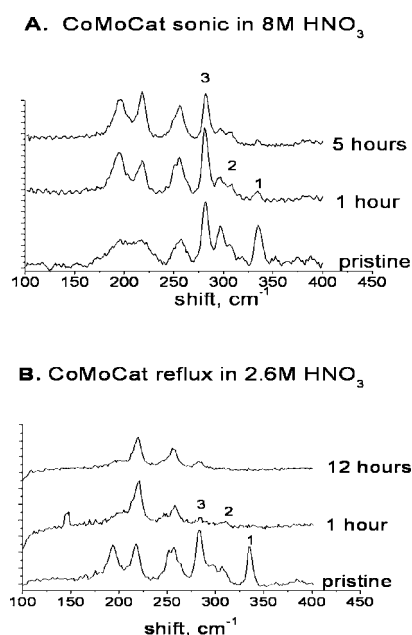 A. CoMoCat sonic in 8M HNO3
3
5 hours
2
1
1 hour
pristine
100 150 200 250 300 350 400 450
shift, cm-1
B. CoMoCat reflux in 2.6M HNO3
12 hours
3
2
1 hour
1
pristine
100 150 200 250 300 350 400 450
shift, cm-1